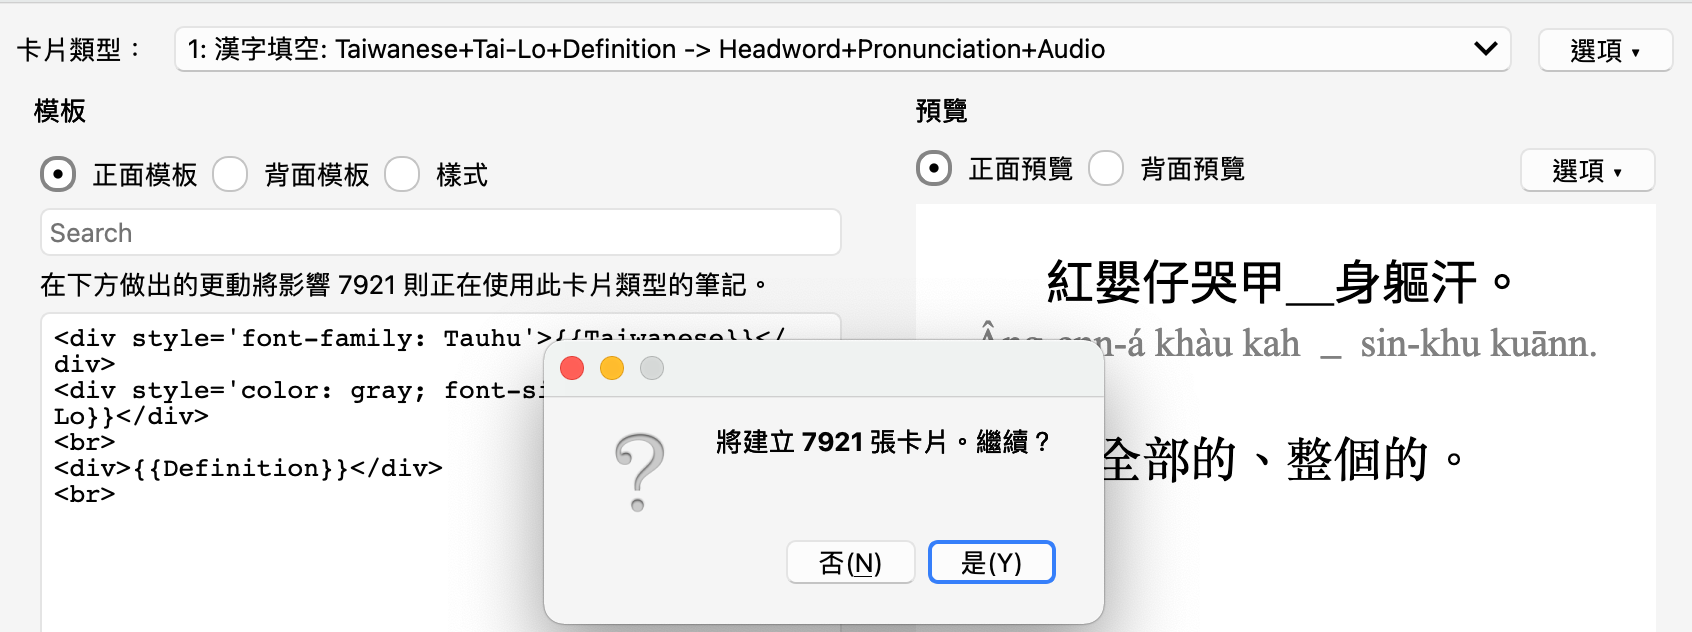 卡片類型：
1: 漢字填空: Taiwanese+Tai-Lo+Definition -> Headword+Pronunciation+Audio
選項
模板
正面模板 背面模板 樣式
Search
在下方做出的更動將影響 7921 則正在使用此卡片類型的筆記。
<div style='font-family: Tauhu'>{{Taiwanese}}</
div>
<div style='color: gray; font-si
Lo}}</div>
<br>
<div>{{Definition}}</div>
<br>
預覽
正面預覽 背面預覽
選項
紅嬰仔哭甲__身軀汗。
khàu kah _ sin-khu kuānn.
全部的、整個的。
將建立 7921 張卡片。繼續？
否(N)
是(Y)